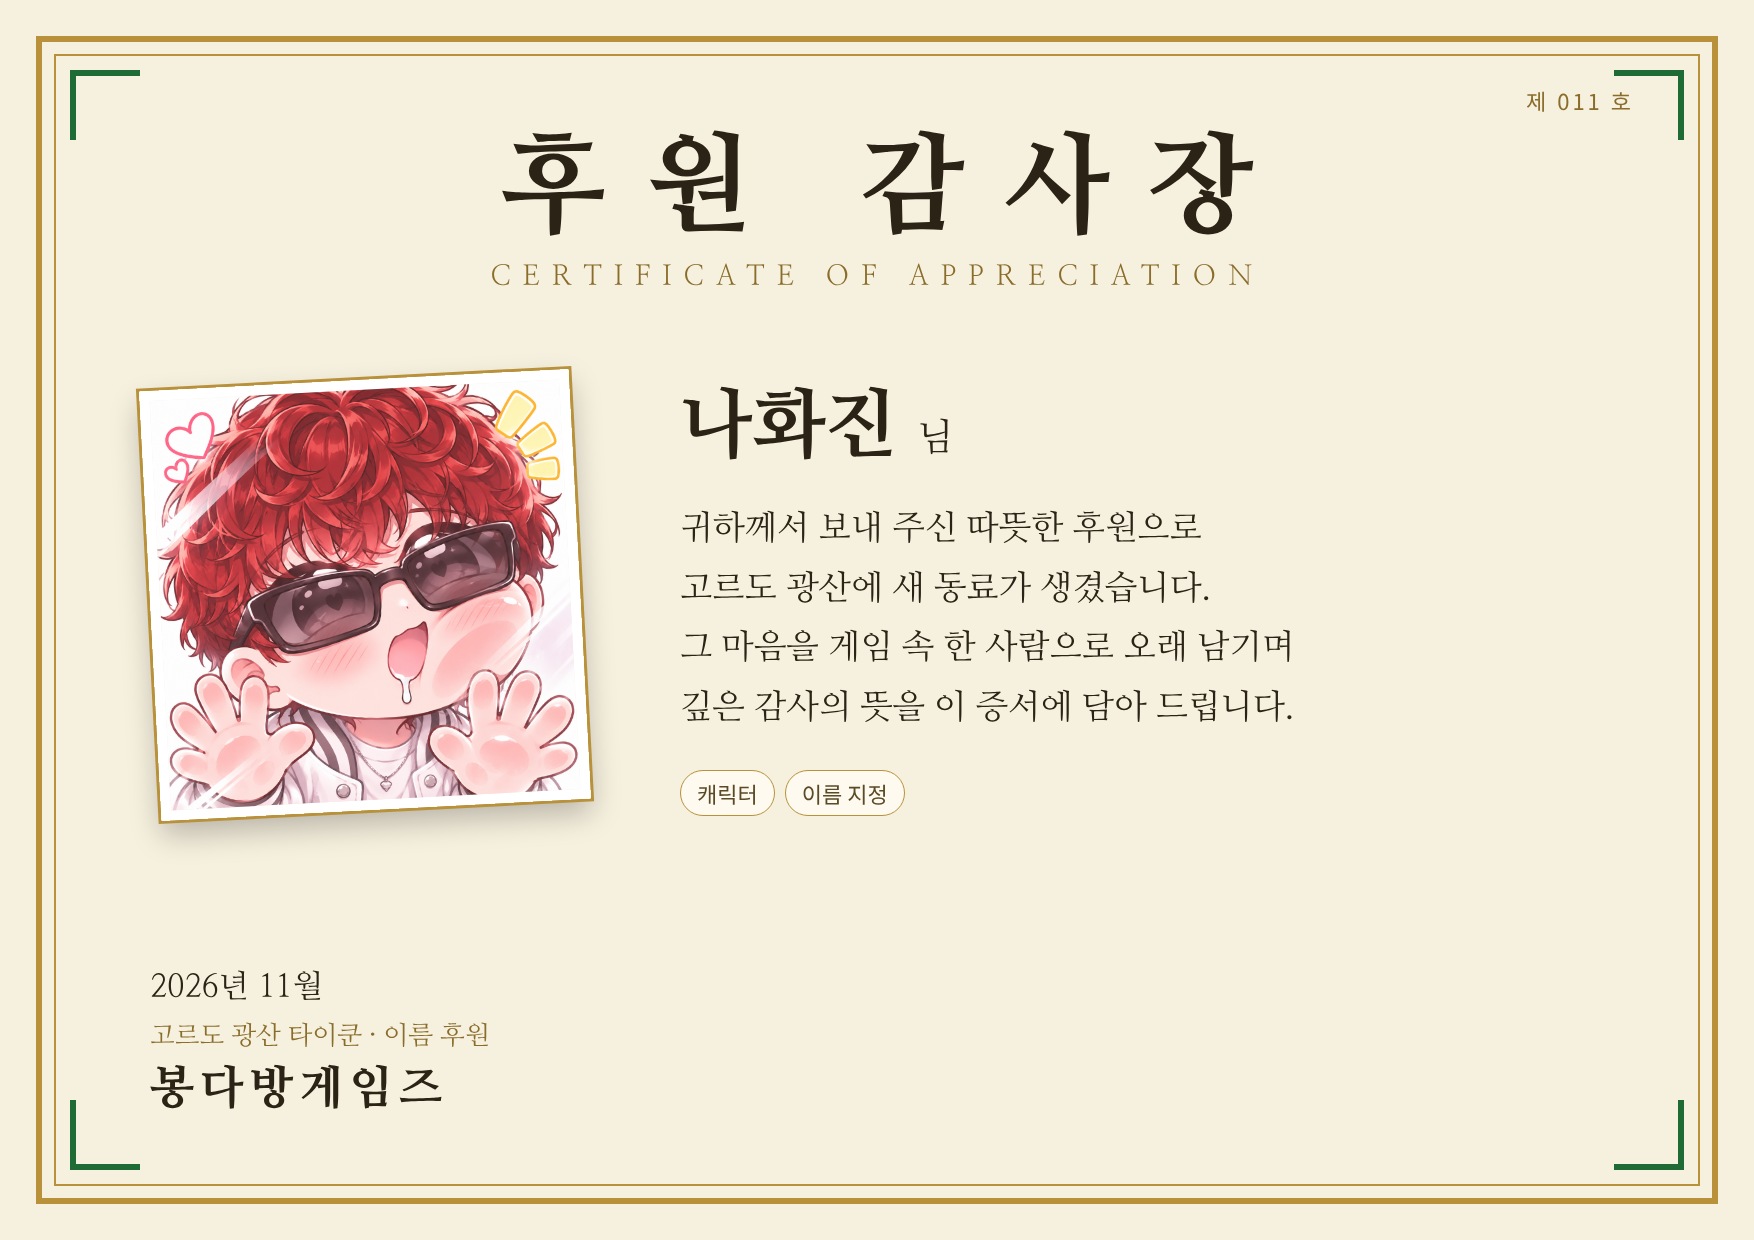 제 011 호
후원 감사장
CERTIFICATE OF APPRECIATION
나화진 님
귀하께서 보내 주신 따뜻한 후원으로
고르도 광산에 새 동료가 생겼습니다.
그 마음을 게임 속 한 사람으로 오래 남기며
깊은 감사의 뜻을 이 증서에 담아 드립니다.
캐릭터 이름 지정
2026년 11월
고르도 광산 타이쿤 · 이름 후원
봉다방게임즈